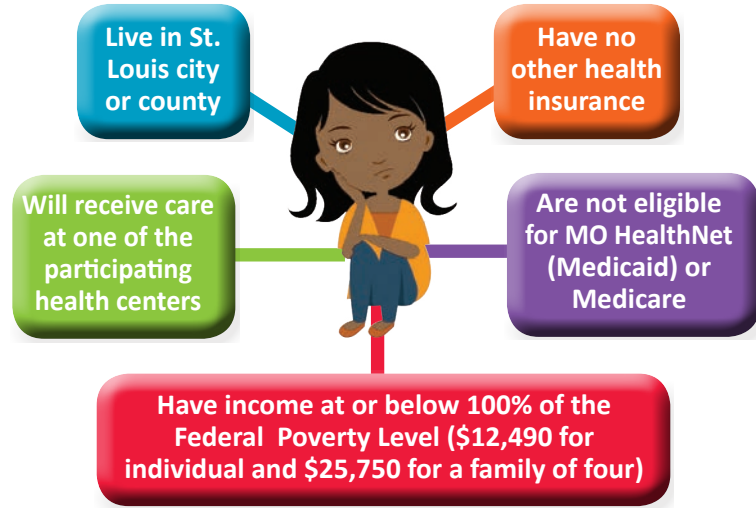 Live in St.
Louis city
or county
Have no
other health
insurance
Will receive care
at one of the
participating
health centers
Are not eligible
for MO HealthNet
(Medicaid) or
Medicare
Have income at or below 100% of the
Federal Poverty Level ($12,490 for
individual and $25,750 for a family of four)